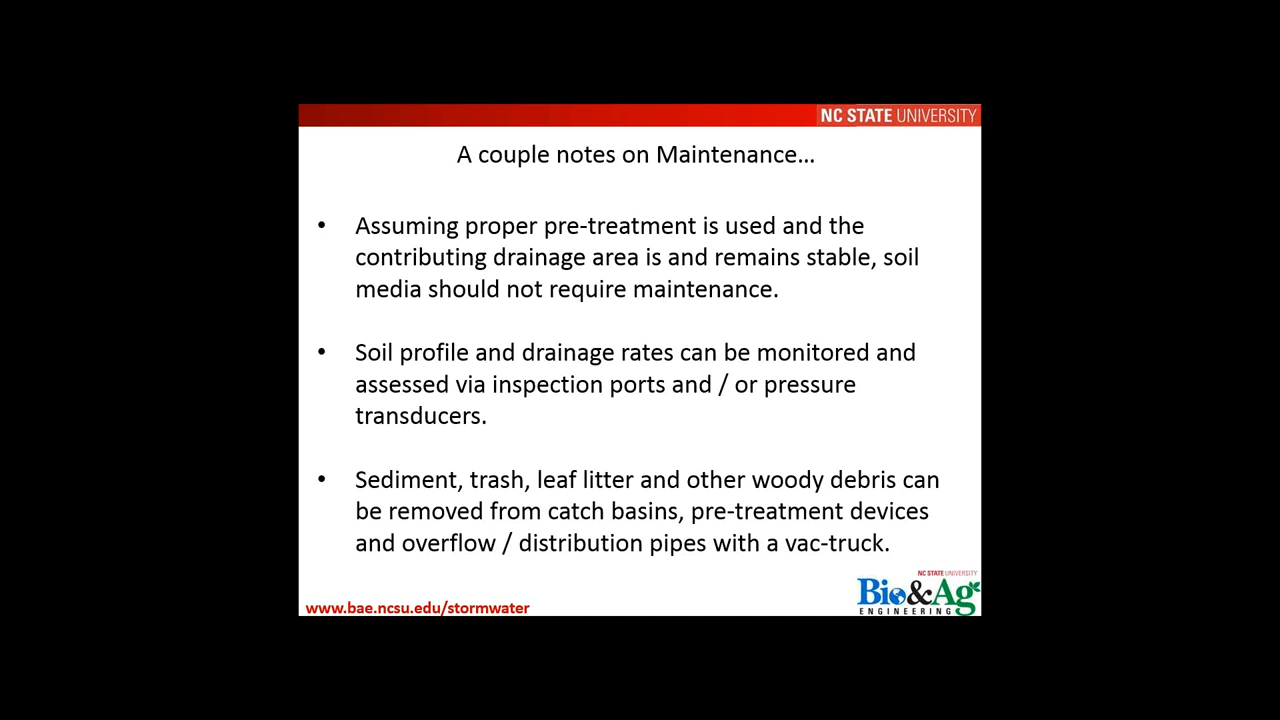 NC STATE UNIVERSITY
A couple notes on Maintenance...
• Assuming proper pre-treatment is used and the
contributing drainage area is and remains stable, soil
media should not require maintenance.
• Soil profile and drainage rates can be monitored and
assessed via inspection ports and / or pressure
transducers.
• Sediment, trash, leaf litter and other woody debris can
be removed from catch basins, pre-treatment devices
and overflow / distribution pipes with a vac-truck.
NC STATE UNIVERSITY
Bio&Ag
ENGINEERING
www.bae.ncsu.edu/stormwater